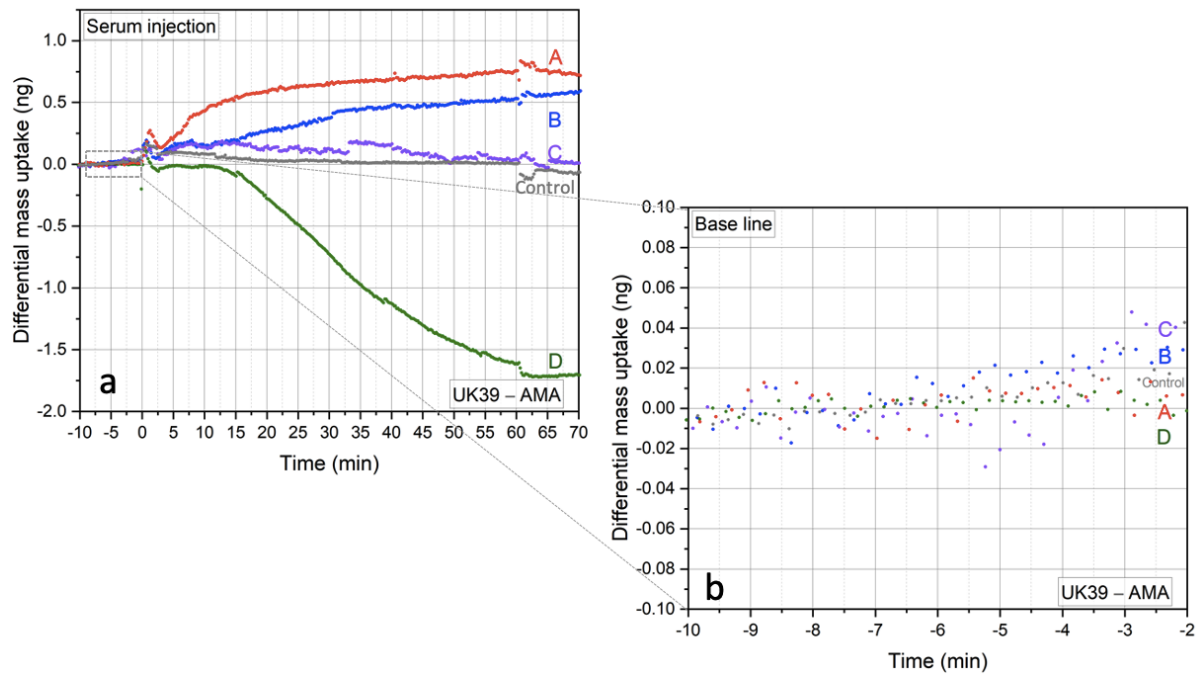 Serum injection
Differential mass uptake (ng)
1.0
0.5
0.0
-0.5
-1.0
-1.5
-2.0
A
B
C
Control
D
a
UK39 – AMA
-10 -5 0 5 10 15 20 25 30 35 40 45 50 55 60 65 70
Time (min)
Base line
Differential mass uptake (ng)
0.10
0.08
0.06
0.04
0.02
0.00
-0.02
-0.04
-0.06
-0.08
-0.10
C
B
Control
A
D
b
UK39 – AMA
-10 -9 -8 -7 -6 -5 -4 -3 -2
Time (min)